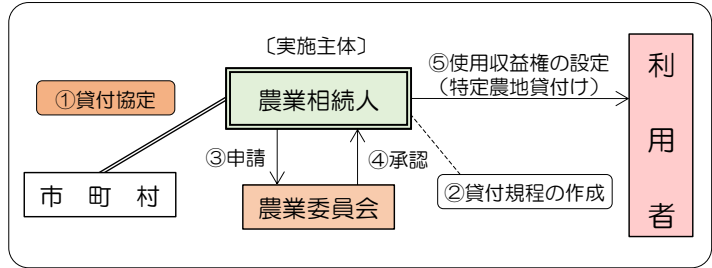 〔実施主体〕
①貸付協定
農業相続人
⑤使用収益権の設定
（特定農地貸付け）
利用者
③申請
④承認
市町村
農業委員会
②貸付規程の作成